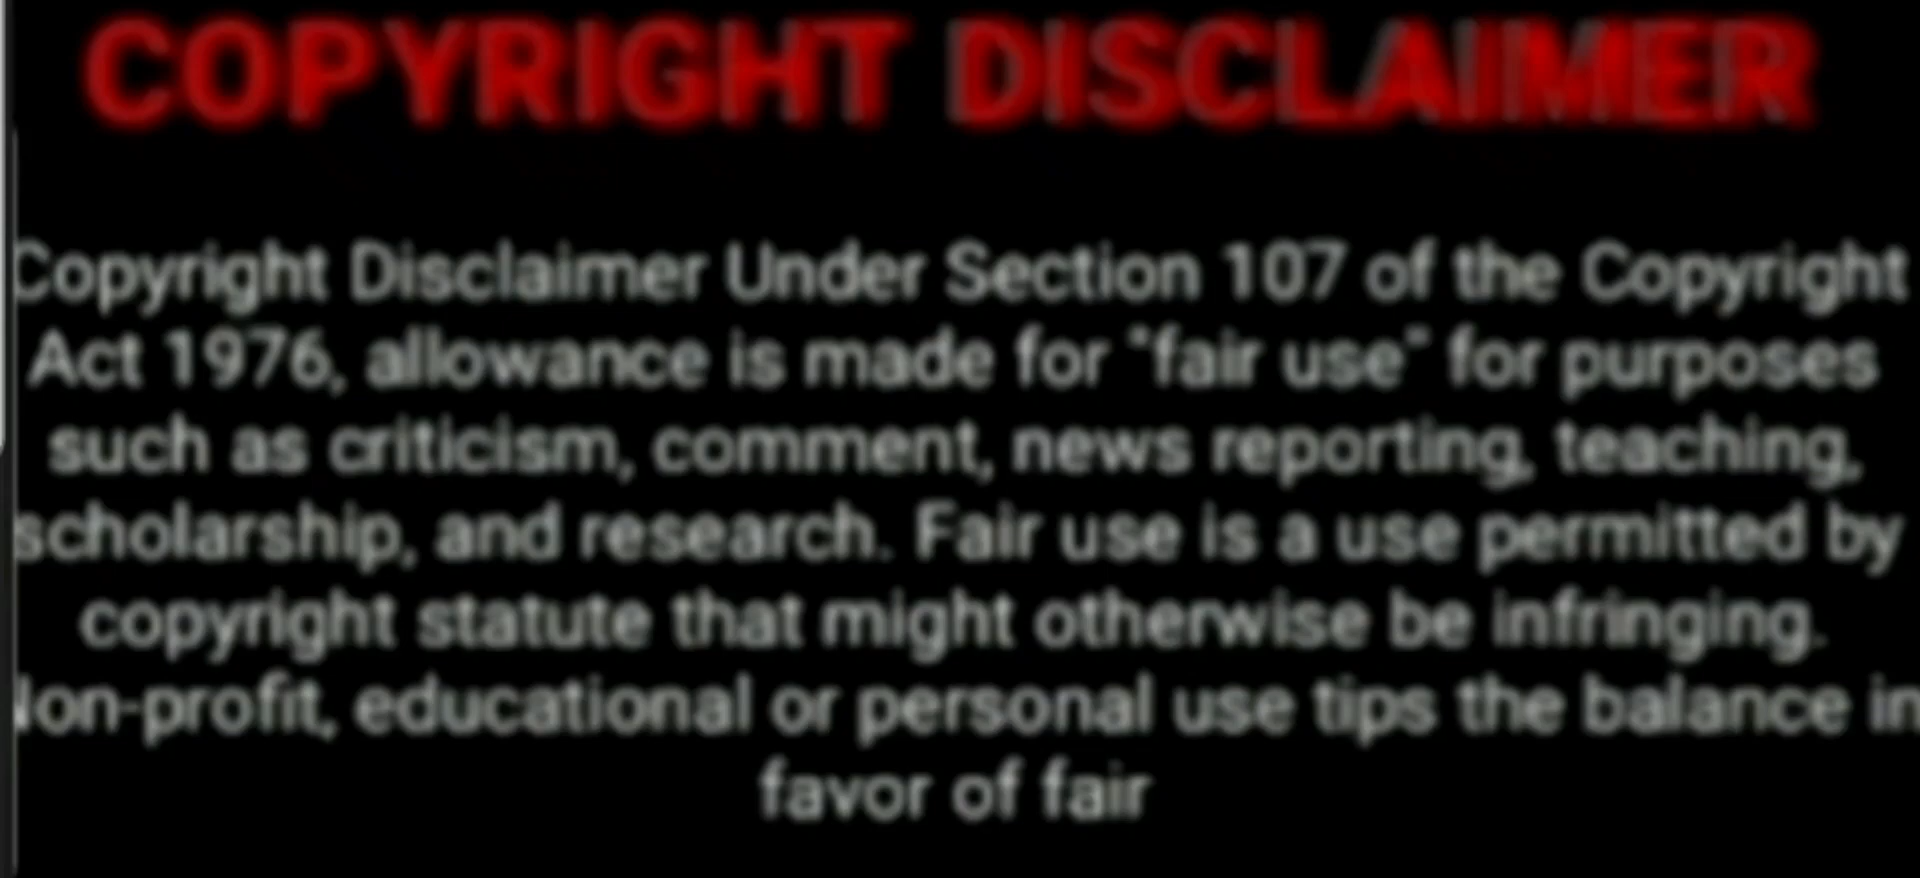 COPYRIGHT DISCLAIMER
Copyright Disclaimer Under Section 107 of the Copyright
Act 1976, allowance is made for "fair use" for purposes
such as criticism, comment, news reporting, teaching,
scholarship, and research. Fair use is a use permitted by
copyright statute that might otherwise be infringing.
Non-profit, educational or personal use tips the balance in
favor of fair